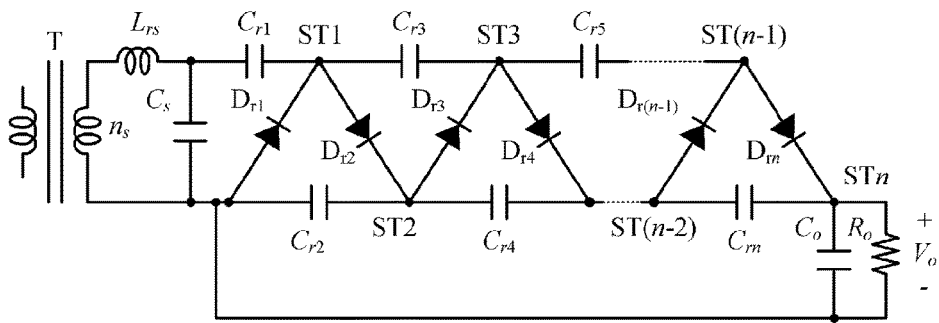 T
L_rs
C_r1
ST1
C_r3
ST3
C_r5
ST(n-1)
n_s
C_s
D_r1
D_r2
D_r3
D_r4
D_r(n-1)
D_rn
C_r2
ST2
C_r4
ST(n-2)
C_rn
STn
C_o
R_o
+
V_o
-